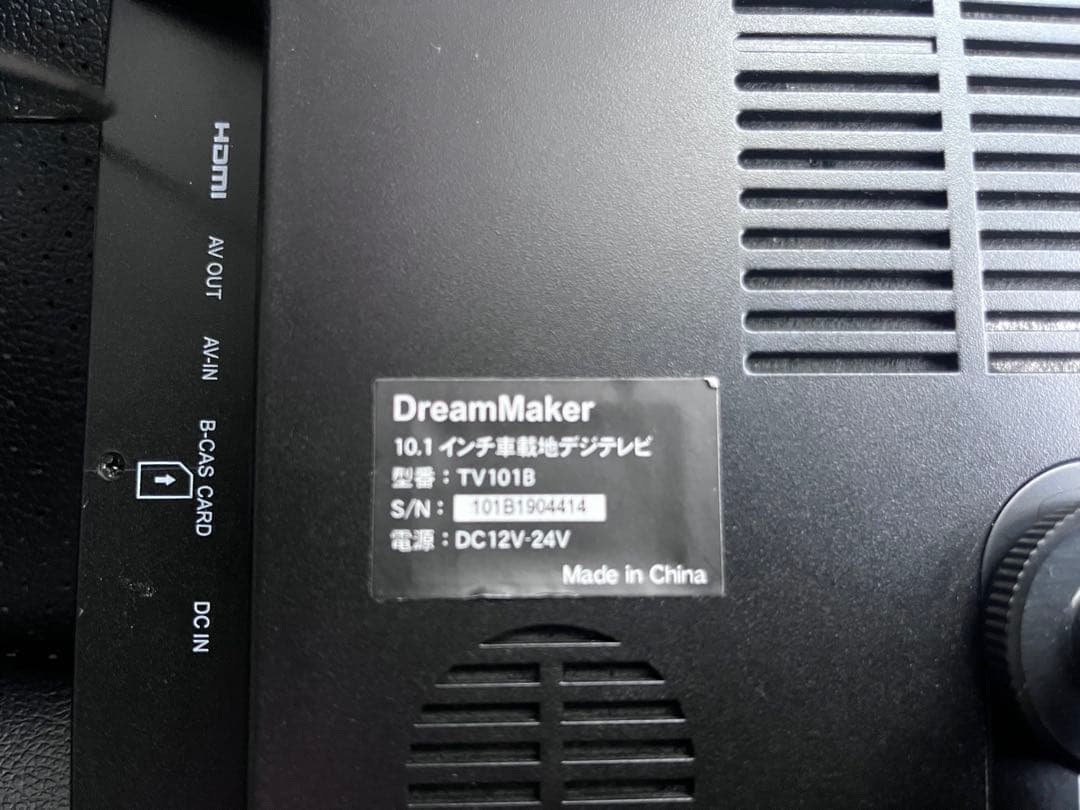 HDMI
AV OUT
AV-IN
B-CAS CARD
DC IN
DreamMaker
10.1インチ車載地デジテレビ
型番：TV101B
S/N： 101B1904414
電源：DC12V-24V
Made in China